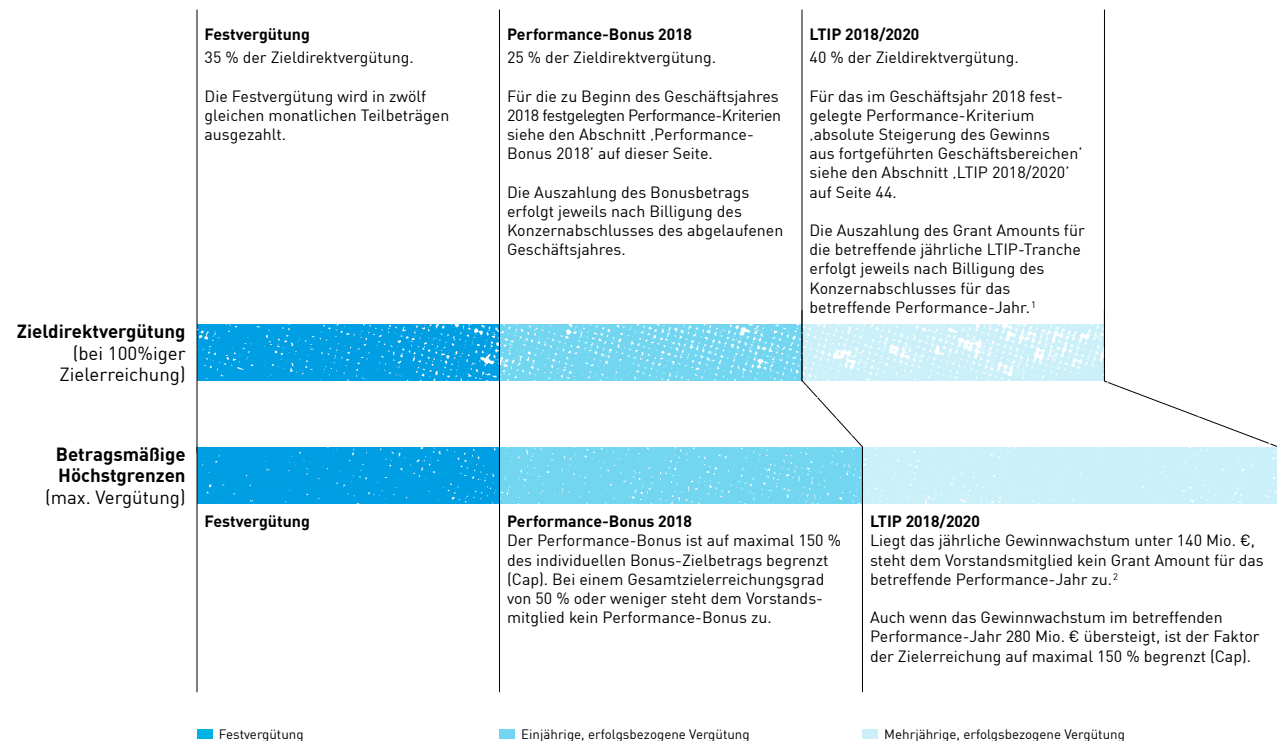 Festvergütung
35 % der Zieldirektvergütung.
Die Festvergütung wird in zwölf
gleichen monatlichen Teilbeträgen
ausgezahlt.
Performance-Bonus 2018
25 % der Zieldirektvergütung.
Für die zu Beginn des Geschäftsjahres
2018 festgelegten Performance-Kriterien
siehe den Abschnitt ‚Performance-
Bonus 2018‘ auf dieser Seite.
Die Auszahlung des Bonusbetrags
erfolgt jeweils nach Billigung des
Konzernabschlusses des abgelaufenen
Geschäftsjahres.
LTIP 2018/2020
40 % der Zieldirektvergütung.
Für das im Geschäftsjahr 2018 fest-
gelegte Performance-Kriterium
‚absolute Steigerung des Gewinns
aus fortgeführten Geschäftsbereichen‘
siehe den Abschnitt ‚LTIP 2018/2020‘
auf Seite 44.
Die Auszahlung des Grant Amounts für
die betreffende jährliche LTIP-Tranche
erfolgt jeweils nach Billigung des
Konzernabschlusses für das
betreffende Performance-Jahr.¹
Zieldirektvergütung
(bei 100%iger
Zielerreichung)
Betragsmäßige
Höchstgrenzen
(max. Vergütung)
Festvergütung
Performance-Bonus 2018
Der Performance-Bonus ist auf maximal 150 %
des individuellen Bonus-Zielbetrags begrenzt
(Cap). Bei einem Gesamtzielerreichungsgrad
von 50 % oder weniger steht dem Vorstands-
mitglied kein Performance-Bonus zu.
LTIP 2018/2020
Liegt das jährliche Gewinnwachstum unter 140 Mio. €,
steht dem Vorstandsmitglied kein Grant Amount für das
betreffende Performance-Jahr zu.²
Auch wenn das Gewinnwachstum im betreffenden
Performance-Jahr 280 Mio. € übersteigt, ist der Faktor
der Zielerreichung auf maximal 150 % begrenzt (Cap).
Festvergütung
Einjährige, erfolgsbezogene Vergütung
Mehrjährige, erfolgsbezogene Vergütung